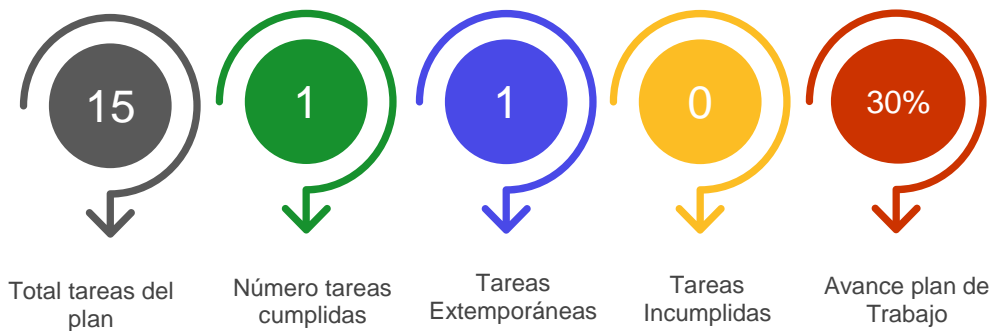 15
1
1
0
30%
Total tareas del
plan
Número tareas
cumplidas
Tareas
Extemporáneas
Tareas
Incumplidas
Avance plan de
Trabajo